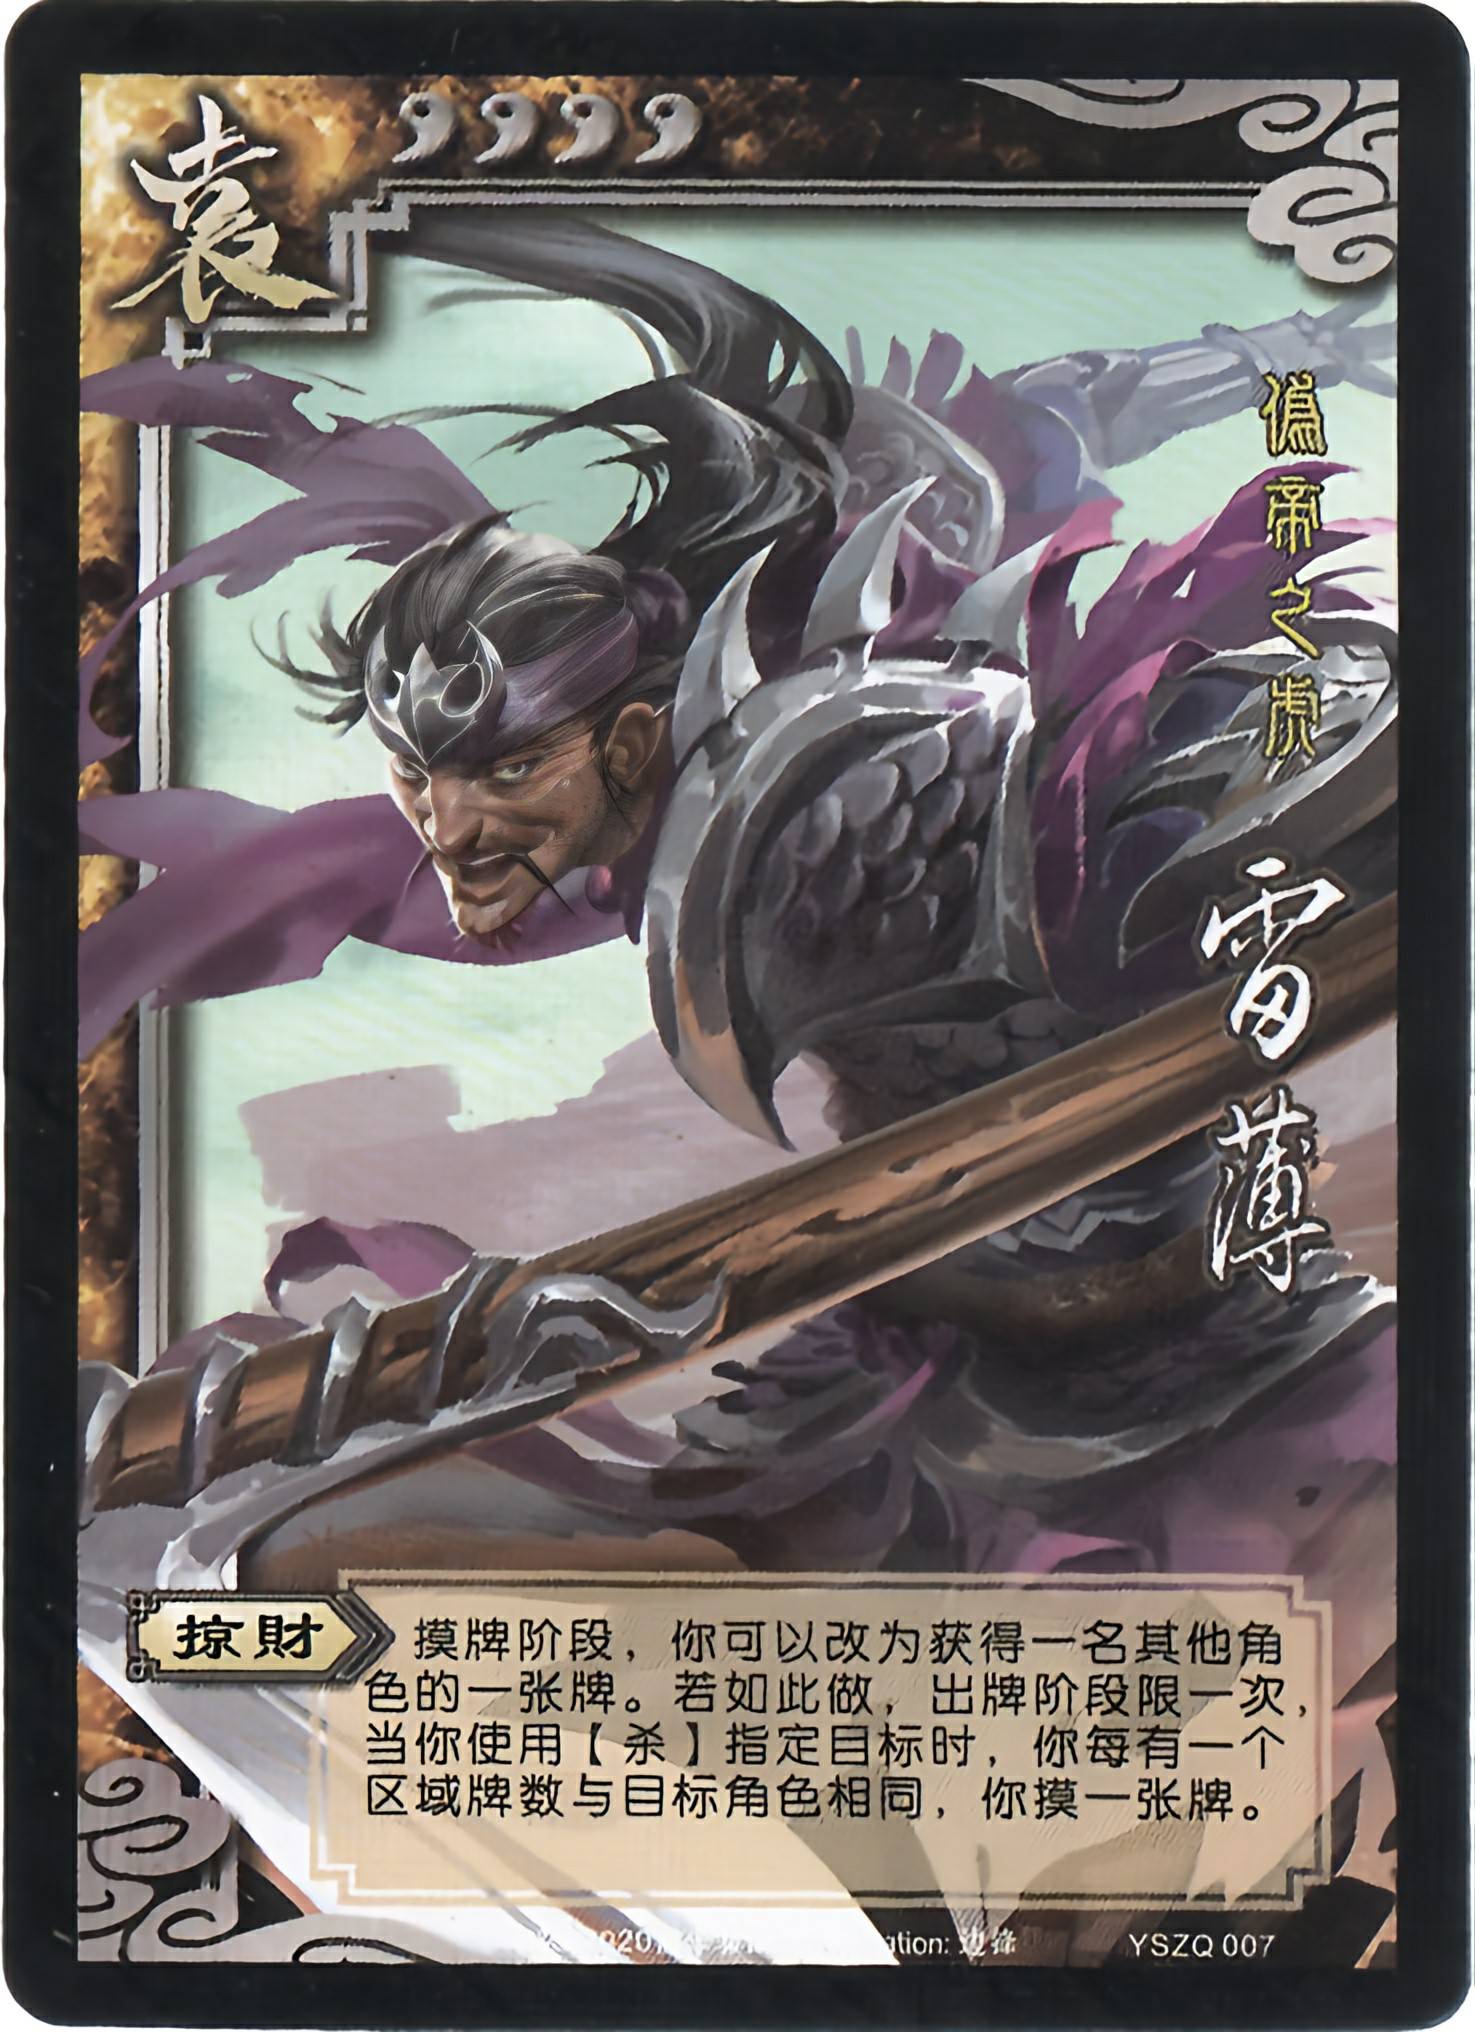 袁
偽帝之虎
雷薄
掠財
摸牌阶段，你可以改为获得一名其他角
色的一张牌。若如此做，出牌阶段限一次，
当你使用【杀】指定目标时，你每有一个
区域牌数与目标角色相同，你摸一张牌。
YSZQ 007